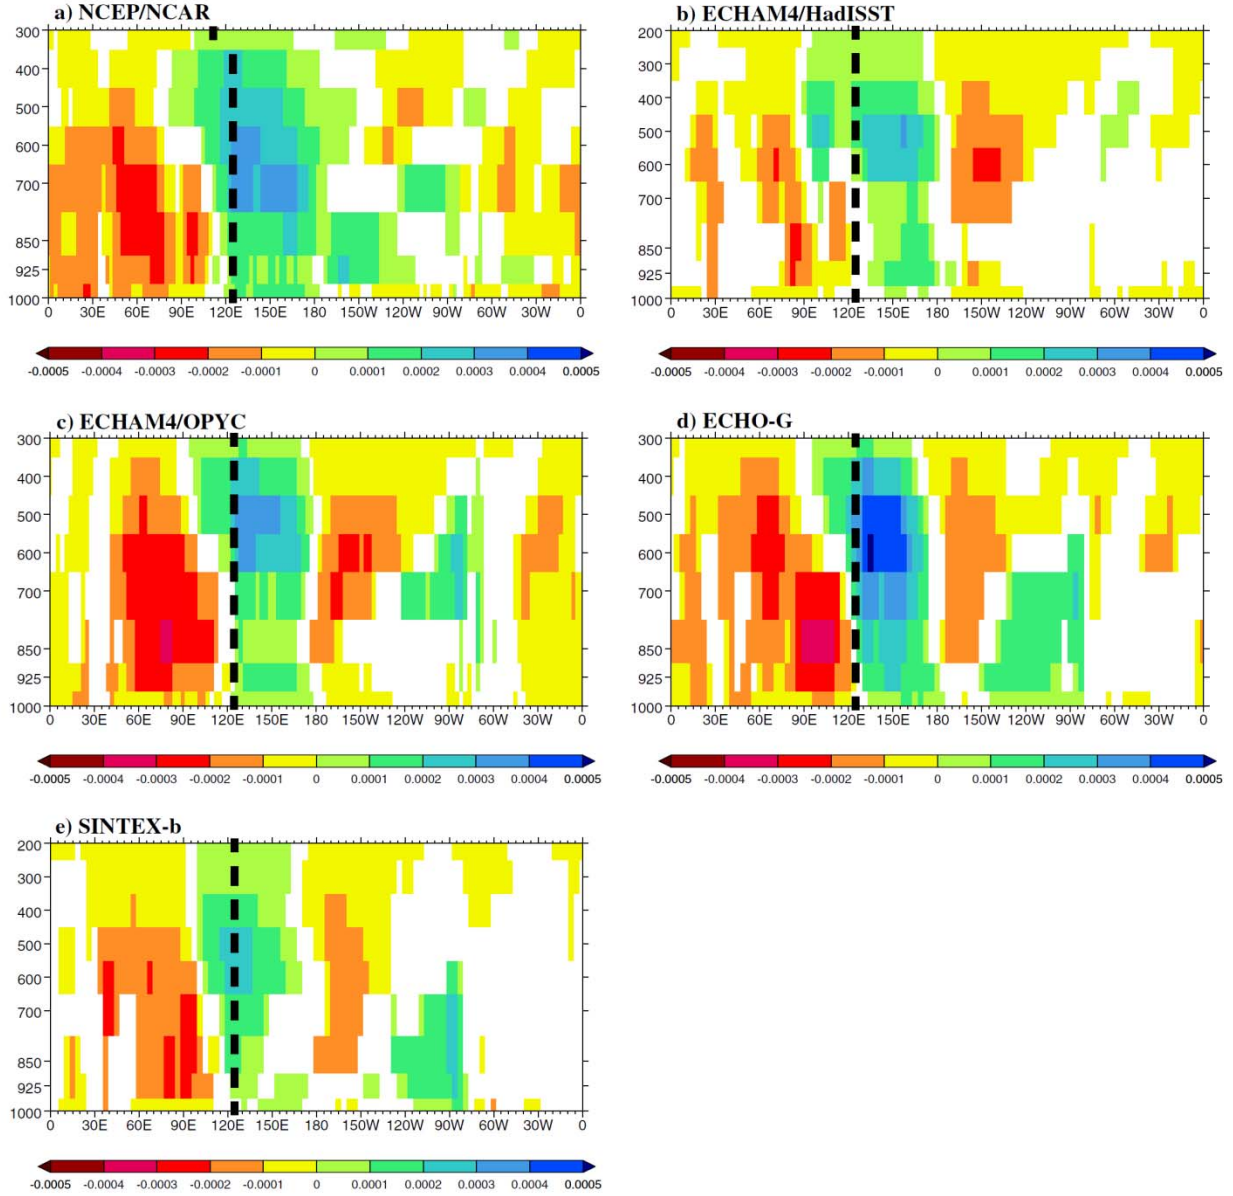 a) NCEP/NCAR
300
400
500
600
700
850
925
1000
0 30E 60E 90E 120E 150E 180 150W 120W 90W 60W 30W 0
-0.0005 -0.0004 -0.0003 -0.0002 -0.0001 0 0.0001 0.0002 0.0003 0.0004 0.0005
b) ECHAM4/HadISST
200
300
400
500
600
700
850
925
1000
0 30E 60E 90E 120E 150E 180 150W 120W 90W 60W 30W 0
-0.0005 -0.0004 -0.0003 -0.0002 -0.0001 0 0.0001 0.0002 0.0003 0.0004 0.0005
c) ECHAM4/OPYC
300
400
500
600
700
850
925
1000
0 30E 60E 90E 120E 150E 180 150W 120W 90W 60W 30W 0
-0.0005 -0.0004 -0.0003 -0.0002 -0.0001 0 0.0001 0.0002 0.0003 0.0004 0.0005
d) ECHO-G
300
400
500
600
700
850
925
1000
0 30E 60E 90E 120E 150E 180 150W 120W 90W 60W 30W 0
-0.0005 -0.0004 -0.0003 -0.0002 -0.0001 0 0.0001 0.0002 0.0003 0.0004 0.0005
e) SINTEX-b
200
300
400
500
600
700
850
925
1000
0 30E 60E 90E 120E 150E 180 150W 120W 90W 60W 30W 0
-0.0005 -0.0004 -0.0003 -0.0002 -0.0001 0 0.0001 0.0002 0.0003 0.0004 0.0005